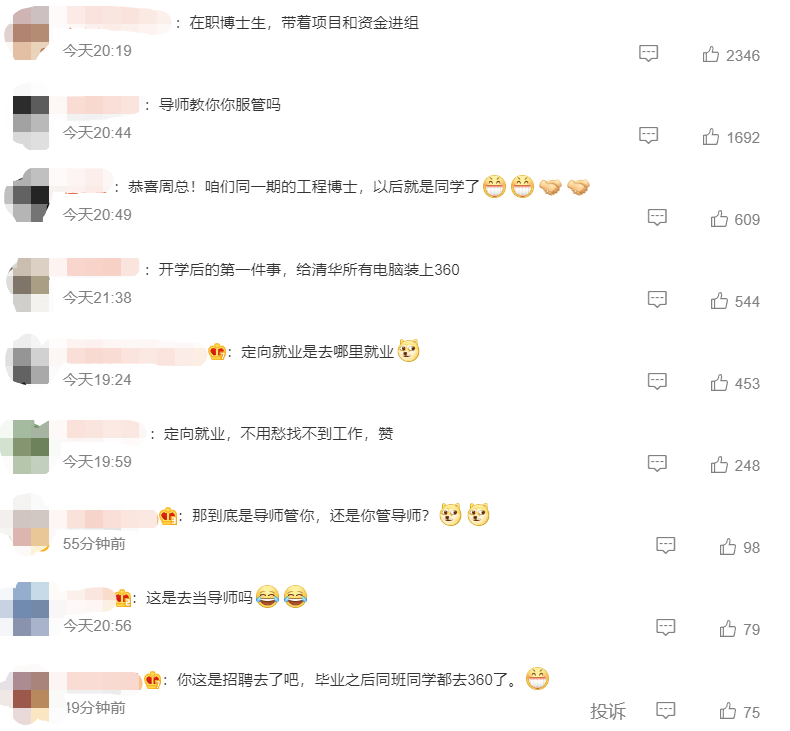 ：在职博士生，带着项目和资金进组
今天20:19
2346
：导师教你你服管吗
今天20:44
1692
：恭喜周总！咱们同一期的工程博士，以后就是同学了
今天20:49
609
：开学后的第一件事，给清华所有电脑装上360
今天21:38
544
：定向就业是去哪里就业
今天19:24
453
：定向就业，不用愁找不到工作，赞
今天19:59
248
：那到底是导师管你，还是你管导师？
55分钟前
98
：这是去当导师吗
今天20:56
79
：你这是招聘去了吧，毕业之后同班同学都去360了。
49分钟前
投诉
75